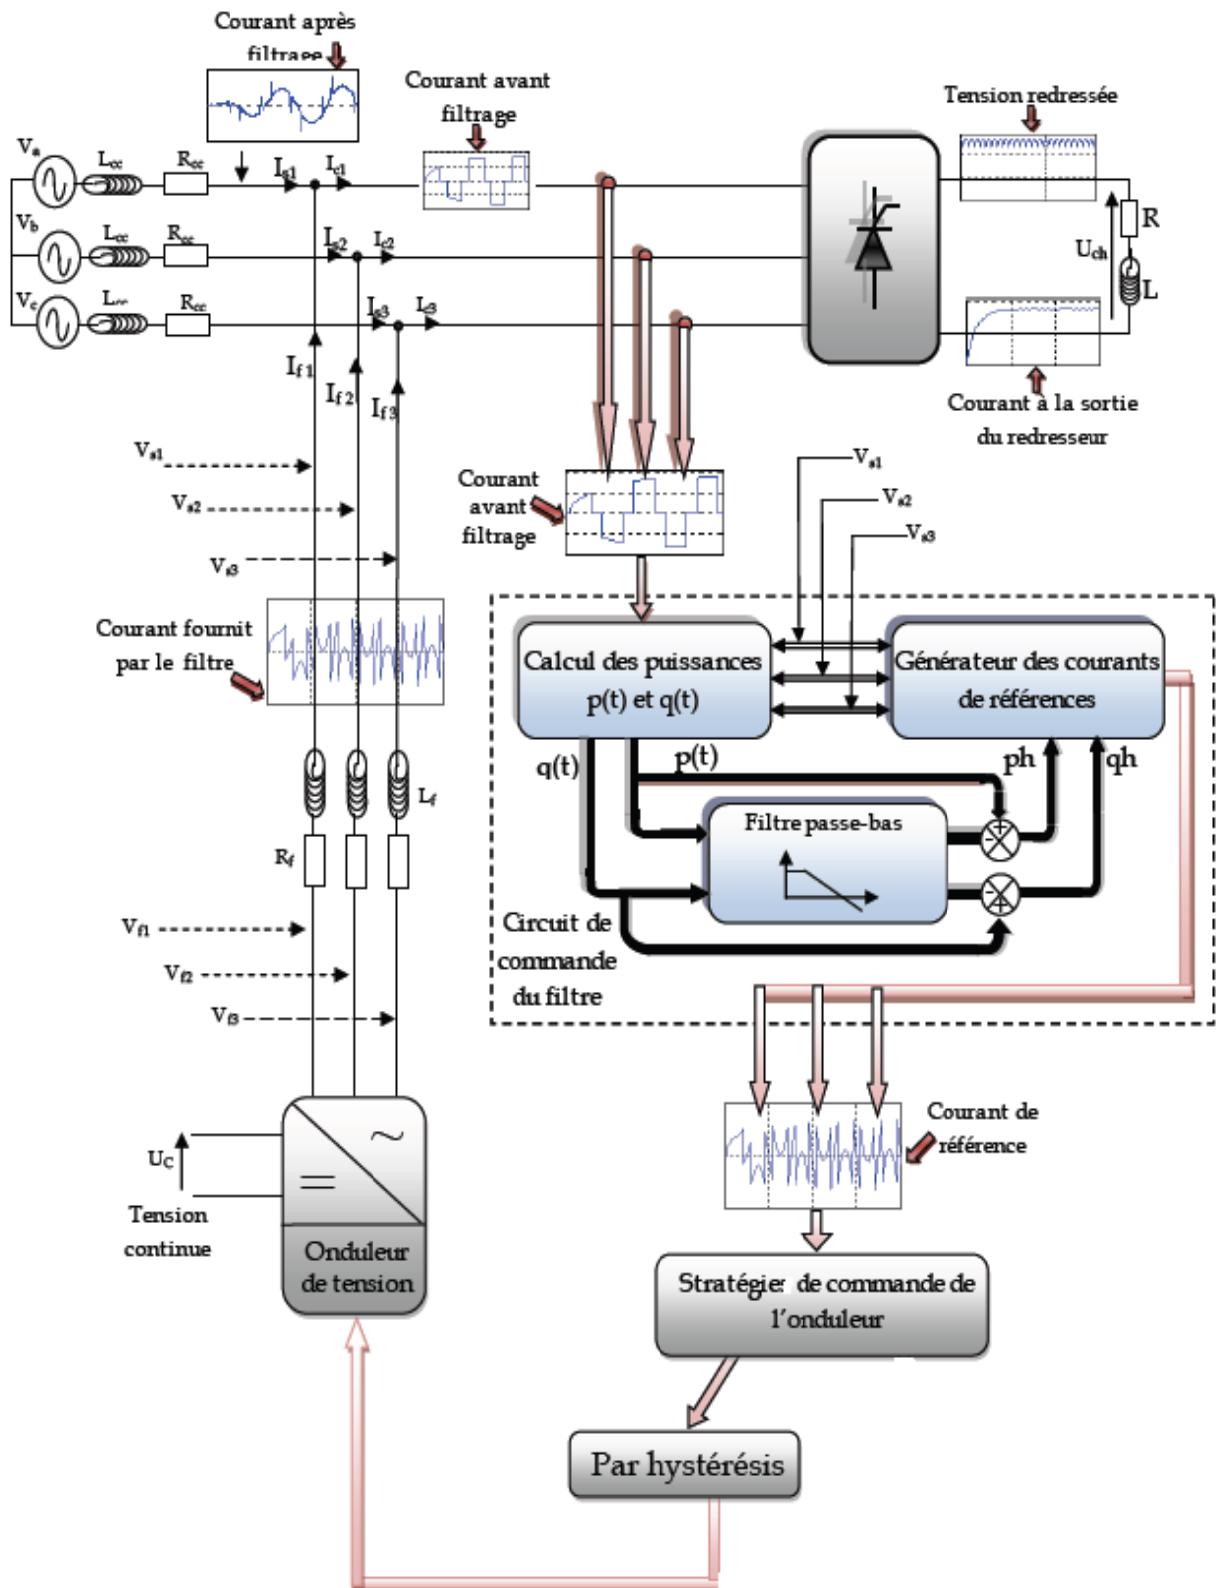 Courant après
filtrage
Courant avant
filtrage
Tension redressée
Va
Lcc
Rcc
Is1
Ic1
Vb
Lcc
Rcc
Is2
Ic2
Vc
Rcc
Is3
Ic3
R
Uch
L
If1
If2
If3
Courant à la sortie
du redresseur
Vs1
Vs2
Vs3
Courant
avant
filtrage
Vs1
Vs2
Vs3
Courant fournit
par le filtre
Calcul des puissances
p(t) et q(t)
Générateur des courants
de références
q(t)
p(t)
ph
qh
Lf
Rf
Filtre passe-bas
+
-
-
+
Circuit de
commande
du filtre
Vf1
Vf2
Vf3
UC
Tension
continue
~
=
Onduleur
de tension
Courant de
référence
Stratégie: de commande de
l'onduleur
Par hystérésis